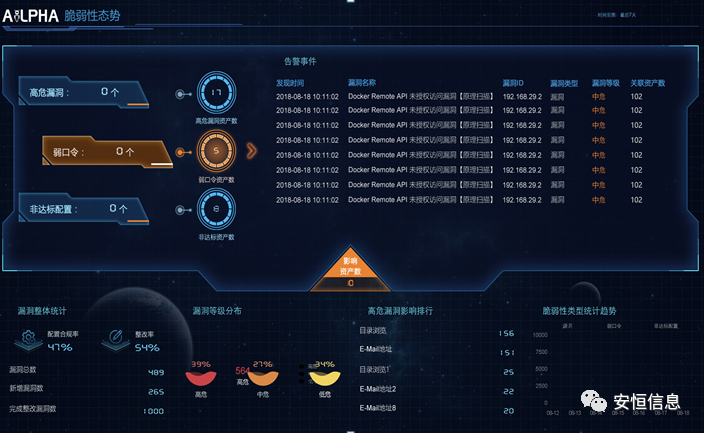 AiLPHA 脆弱性态势
时间范围：最近7天
告警事件
发现时间 漏洞名称 漏洞ID 漏洞类型 漏洞等级 关联资产数
2018-08-18 10:11:02 Docker Remote API 未授权访问漏洞【原理扫描】 192.168.29.2 漏洞 中危 102
2018-08-18 10:11:02 Docker Remote API 未授权访问漏洞【原理扫描】 192.168.29.2 漏洞 中危 102
2018-08-18 10:11:02 Docker Remote API 未授权访问漏洞【原理扫描】 192.168.29.2 漏洞 中危 102
2018-08-18 10:11:02 Docker Remote API 未授权访问漏洞【原理扫描】 192.168.29.2 漏洞 中危 102
2018-08-18 10:11:02 Docker Remote API 未授权访问漏洞【原理扫描】 192.168.29.2 漏洞 中危 102
2018-08-18 10:11:02 Docker Remote API 未授权访问漏洞【原理扫描】 192.168.29.2 漏洞 中危 102
2018-08-18 10:11:02 Docker Remote API 未授权访问漏洞【原理扫描】 192.168.29.2 漏洞 中危 102
2018-08-18 10:11:02 Docker Remote API 未授权访问漏洞【原理扫描】 192.168.29.2 漏洞 中危 102
高危漏洞： 0 个
17
高危漏洞资产数
弱口令： 0 个
5
弱口令资产数
非达标配置： 0 个
非达标资产数
影响
资产数
10
漏洞整体统计
配置合规率
47%
整改率
54%
漏洞总数 489
新增漏洞数 265
完成整改漏洞数 1000
漏洞等级分布
39%
高危
564
高危
27%
中危
34%
低危
高危漏洞影响排行
目录浏览 156
E-Mail地址 151
目录浏览1 25
E-Mail地址2 22
E-Mail地址8 20
脆弱性类型统计趋势
漏洞 弱口令 非达标配置
10000
7500
5000
2500
0
08-12 08-13 08-14 08-15 08-16 08-17 08-18
安恒信息